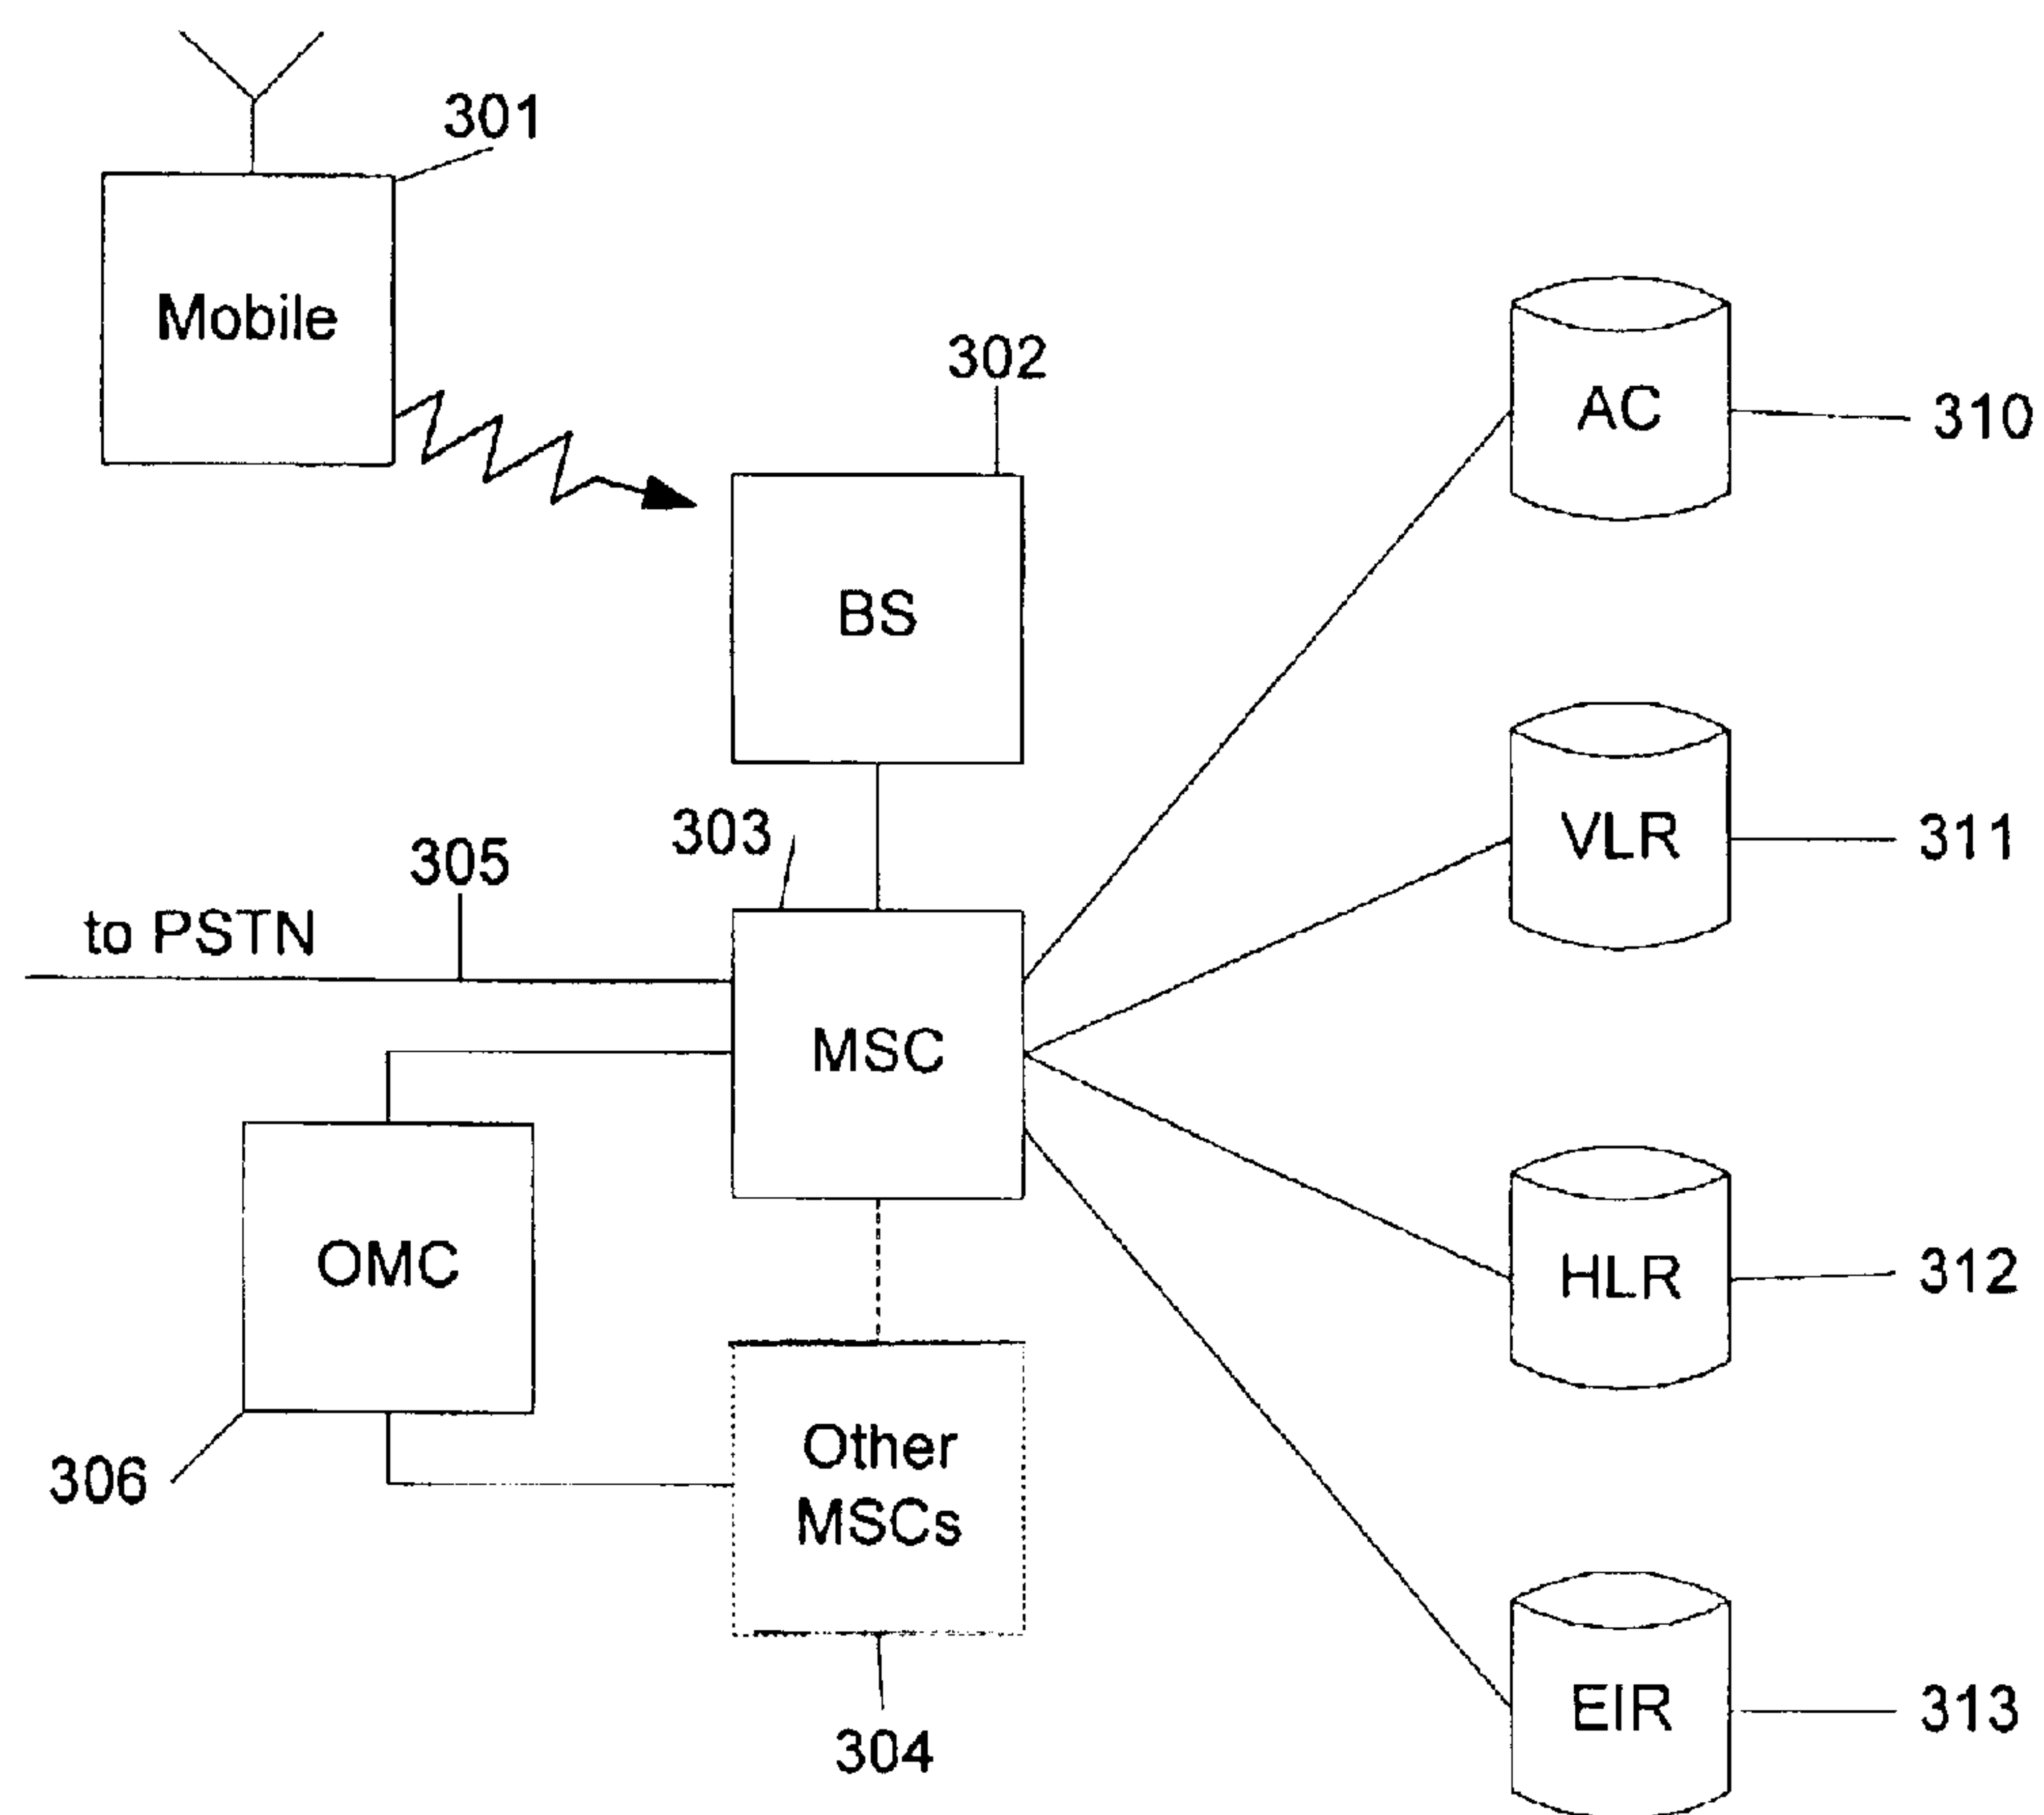 301
Mobile
302
AC
310
BS
303
305
VLR
311
to PSTN
MSC
OMC
HLR
312
306
Other
MSCs
EIR
313
304